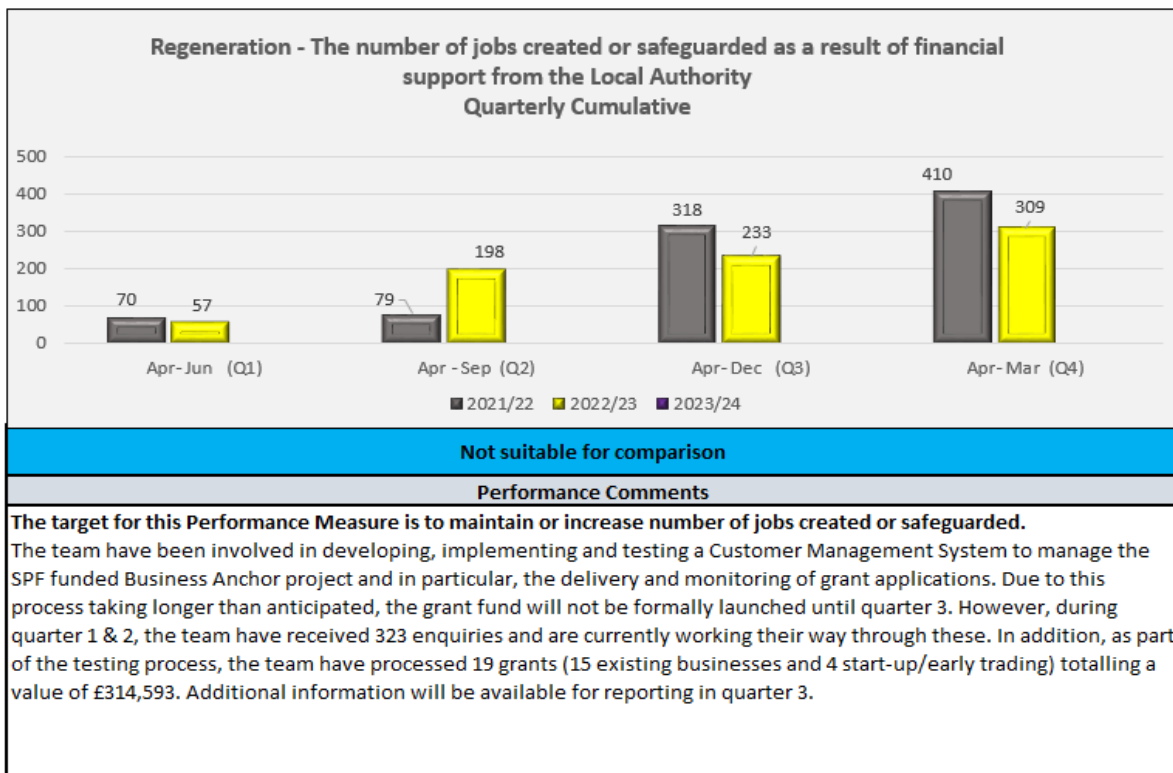 Regeneration - The number of jobs created or safeguarded as a result of financial
support from the Local Authority
Quarterly Cumulative
500
400
300
200
100
0
70
57
79
198
318
233
410
309
Apr-Jun (Q1)
Apr -Sep (Q2)
Apr-Dec (Q3)
Apr-Mar (Q4)
2021/22
2022/23
2023/24
Not suitable for comparison
Performance Comments
The target for this Performance Measure is to maintain or increase number of jobs created or safeguarded.
The team have been involved in developing, implementing and testing a Customer Management System to manage the
SPF funded Business Anchor project and in particular, the delivery and monitoring of grant applications. Due to this
process taking longer than anticipated, the grant fund will not be formally launched until quarter 3. However, during
quarter 1 & 2, the team have received 323 enquiries and are currently working their way through these. In addition, as part
of the testing process, the team have processed 19 grants (15 existing businesses and 4 start-up/early trading) totalling a
value of £314,593. Additional information will be available for reporting in quarter 3.